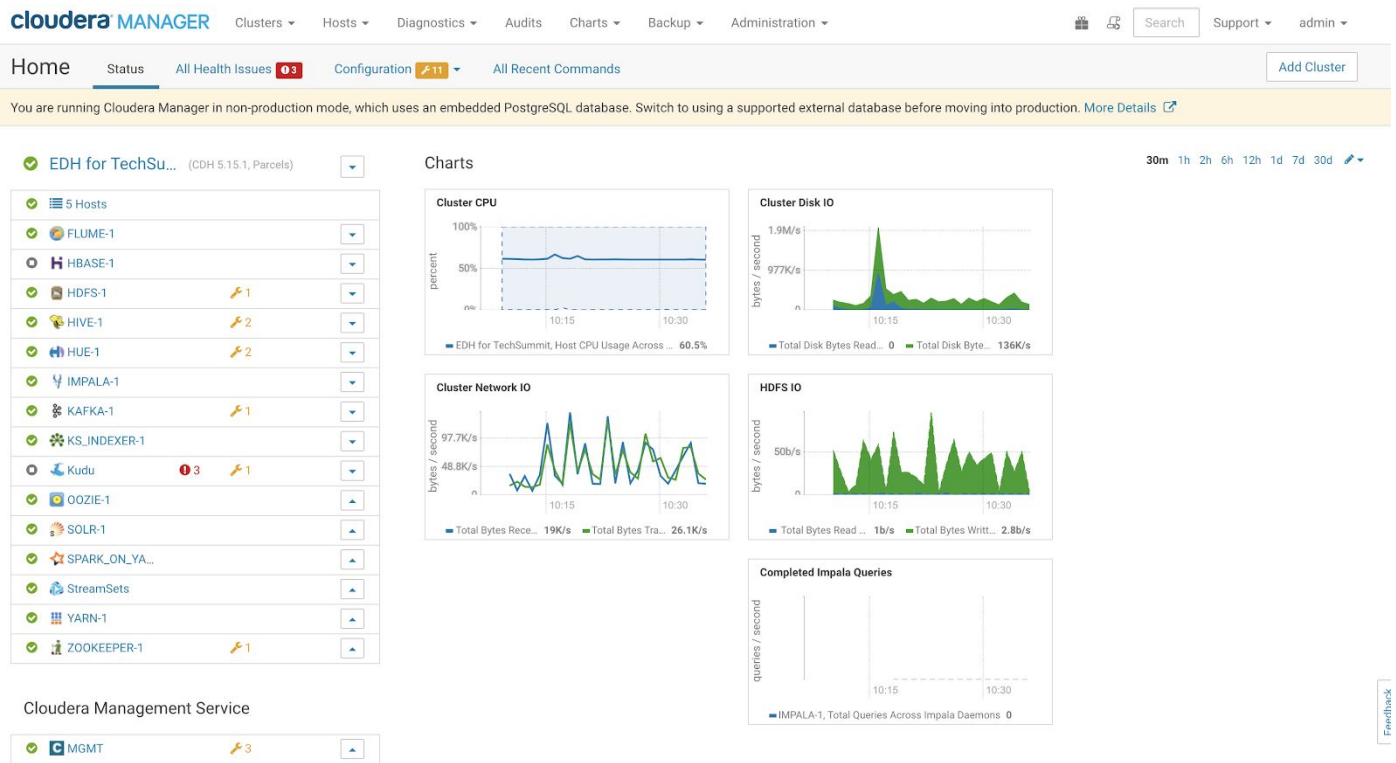 cloudera MANAGER Clusters Hosts Diagnostics Audits Charts Backup Administration Search Support admin
Home Status All Health Issues 3 Configuration 11 All Recent Commands Add Cluster
You are running Cloudera Manager in non-production mode, which uses an embedded PostgreSQL database. Switch to using a supported external database before moving into production. More Details
EDH for TechSu... (CDH 5.15.1, Parcels)
5 Hosts
FLUME-1
HBASE-1
HDFS-1 1
HIVE-1 2
HUE-1 2
IMPALA-1
KAFKA-1 1
KS_INDEXER-1
Kudu 3 1
OOZIE-1
SOLR-1
SPARK_ON_YA...
StreamSets
YARN-1
ZOOKEEPER-1 1
Cloudera Management Service
C MGMT 3
Charts
30m 1h 2h 6h 12h 1d 7d 30d
Cluster CPU
percent
100%
50%
0%
10:15 10:30
EDH for TechSummit, Host CPU Usage Across ... 60.5%
Cluster Disk IO
bytes / second
1.9M/s
977K/s
0
10:15 10:30
Total Disk Bytes Read... 0 Total Disk Byte... 136K/s
Cluster Network IO
bytes / second
97.7K/s
48.8K/s
0
10:15 10:30
Total Bytes Rece... 19K/s Total Bytes Tra... 26.1K/s
HDFS IO
bytes / second
50b/s
0
10:15 10:30
Total Bytes Read ... 1b/s Total Bytes Writt... 2.8b/s
Completed Impala Queries
queries / second
10:15 10:30
IMPALA-1, Total Queries Across Impala Daemons 0
Feedback